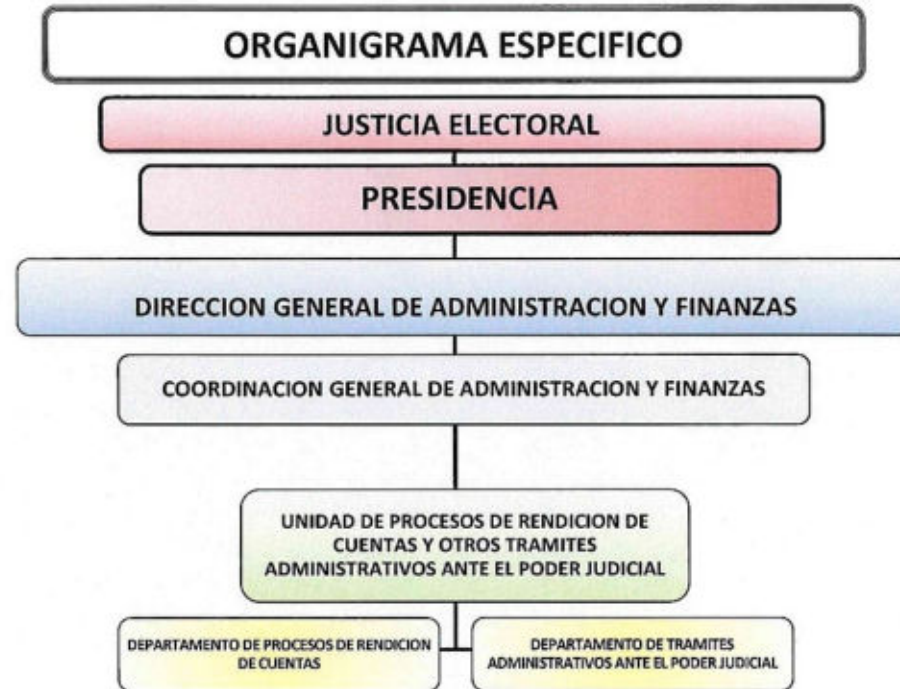 ORGANIGRAMA ESPECIFICO
JUSTICIA ELECTORAL
PRESIDENCIA
DIRECCION GENERAL DE ADMINISTRACION Y FINANZAS
COORDINACION GENERAL DE ADMINISTRACION Y FINANZAS
UNIDAD DE PROCESOS DE RENDICION DE
CUENTAS Y OTROS TRAMITES
ADMINISTRATIVOS ANTE EL PODER JUDICIAL
DEPARTAMENTO DE PROCESOS DE RENDICION
DE CUENTAS
DEPARTAMENTO DE TRAMITES
ADMINISTRATIVOS ANTE EL PODER JUDICIAL